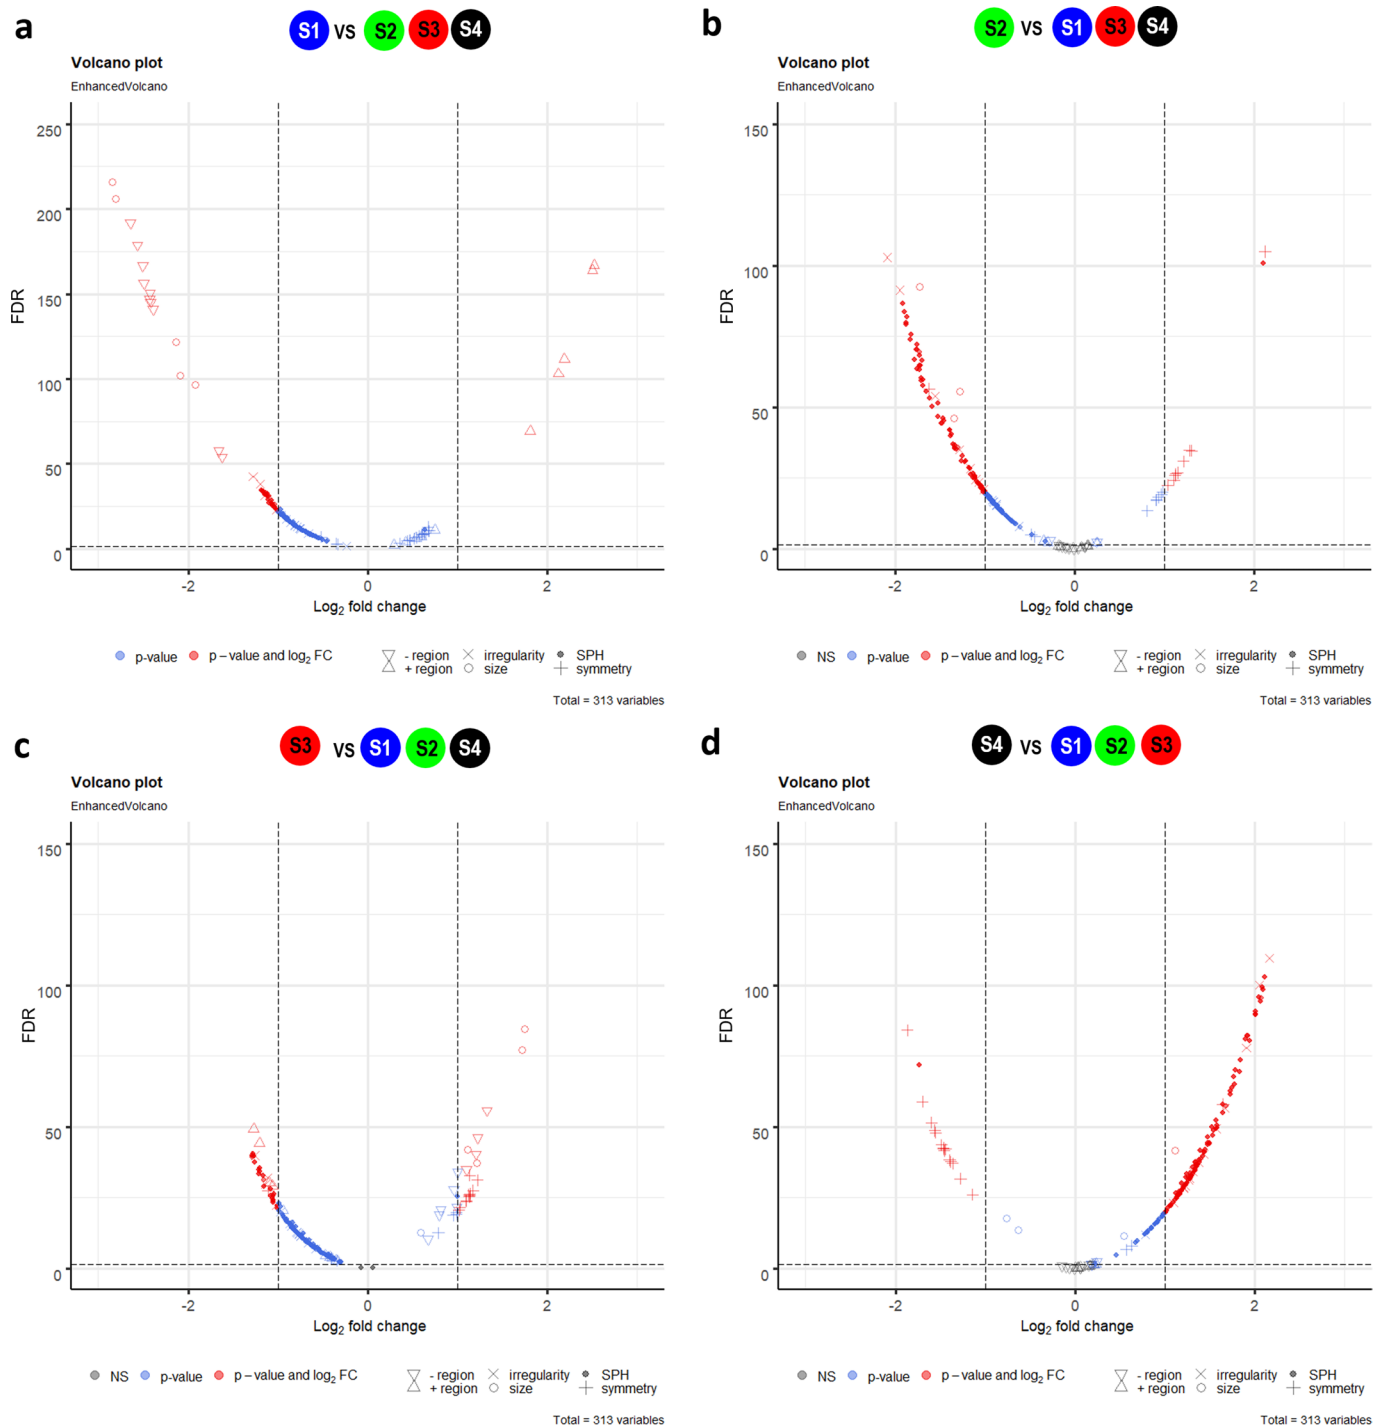 a
S1 VS S2 S3 S4
Volcano plot
EnhancedVolcano
250
200
150
100
50
0
FDR
-2 0 2
Log2 fold change
p-value p – value and log2 FC - region irregularity SPH
+ region size symmetry
Total = 313 variables
b
S2 VS S1 S3 S4
Volcano plot
EnhancedVolcano
150
100
50
0
FDR
-2 0 2
Log2 fold change
NS p-value p – value and log2 FC - region irregularity SPH
+ region size symmetry
Total = 313 variables
c
S3 VS S1 S2 S4
Volcano plot
EnhancedVolcano
150
100
50
0
FDR
-2 0 2
Log2 fold change
NS p-value p – value and log2 FC - region irregularity SPH
+ region size symmetry
Total = 313 variables
d
S4 VS S1 S2 S3
Volcano plot
EnhancedVolcano
150
100
50
0
FDR
-2 0 2
Log2 fold change
NS p-value p – value and log2 FC - region irregularity SPH
+ region size symmetry
Total = 313 variables